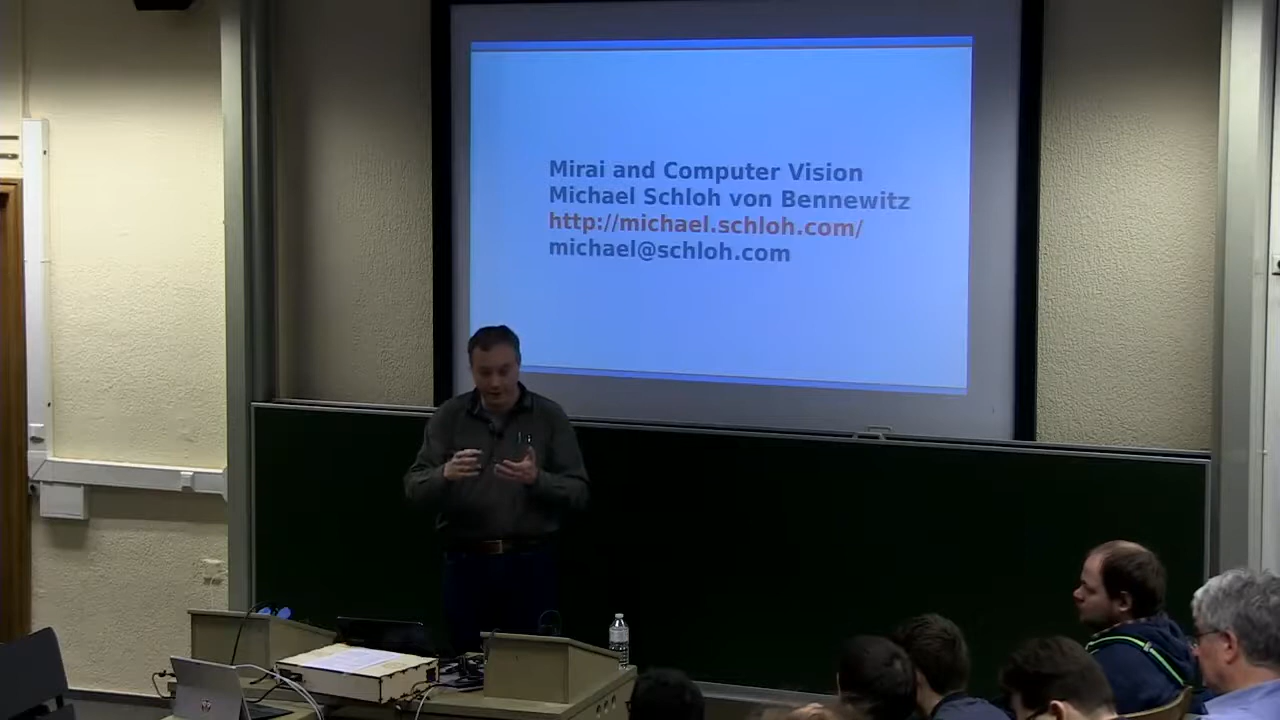 Mirai and Computer Vision
Michael Schloh von Bennewitz
http://michael.schloh.com/
michael@schloh.com